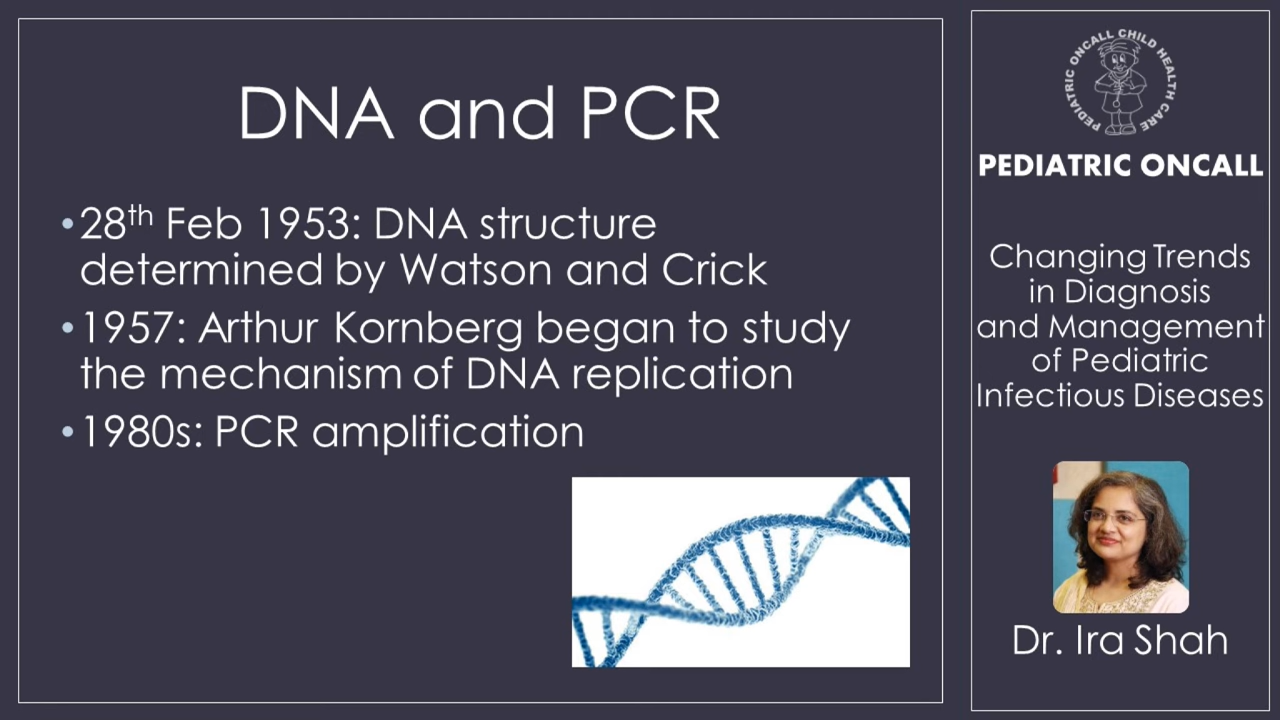 DNA and PCR
•28th Feb 1953: DNA structure
determined by Watson and Crick
•1957: Arthur Kornberg began to study
the mechanism of DNA replication
•1980s: PCR amplification
PEDIATRIC ONCALL CHILD HEALTH CARE
PEDIATRIC ONCALL
Changing Trends
in Diagnosis
and Management
of Pediatric
Infectious Diseases
Dr. Ira Shah